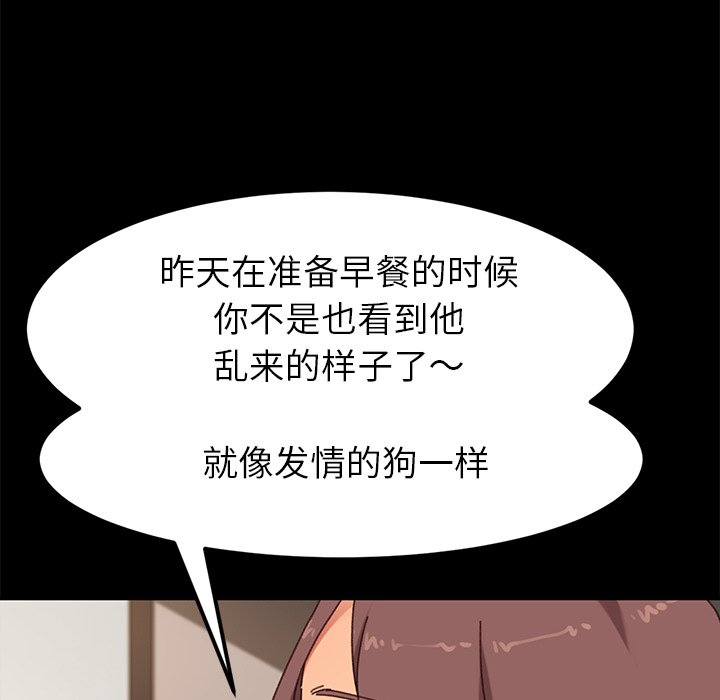 昨天在准备早餐的时候
你不是也看到他
乱来的样子了～
就像发情的狗一样